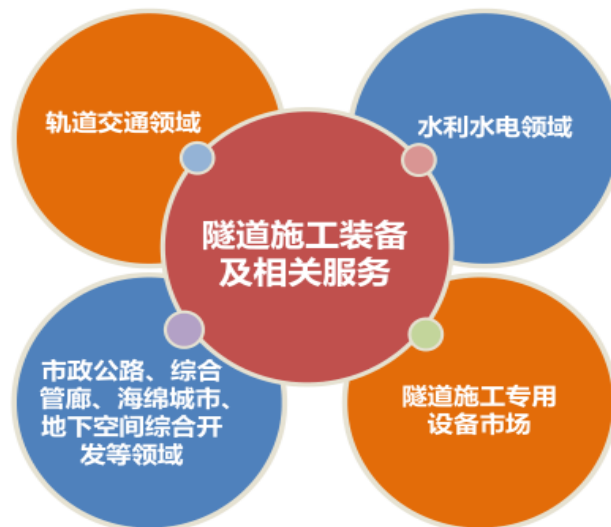 轨道交通领域
水利水电领域
隧道施工装备
及相关服务
市政公路、综合
管廊、海绵城市、
地下空间综合开
发等领域
隧道施工专用
设备市场